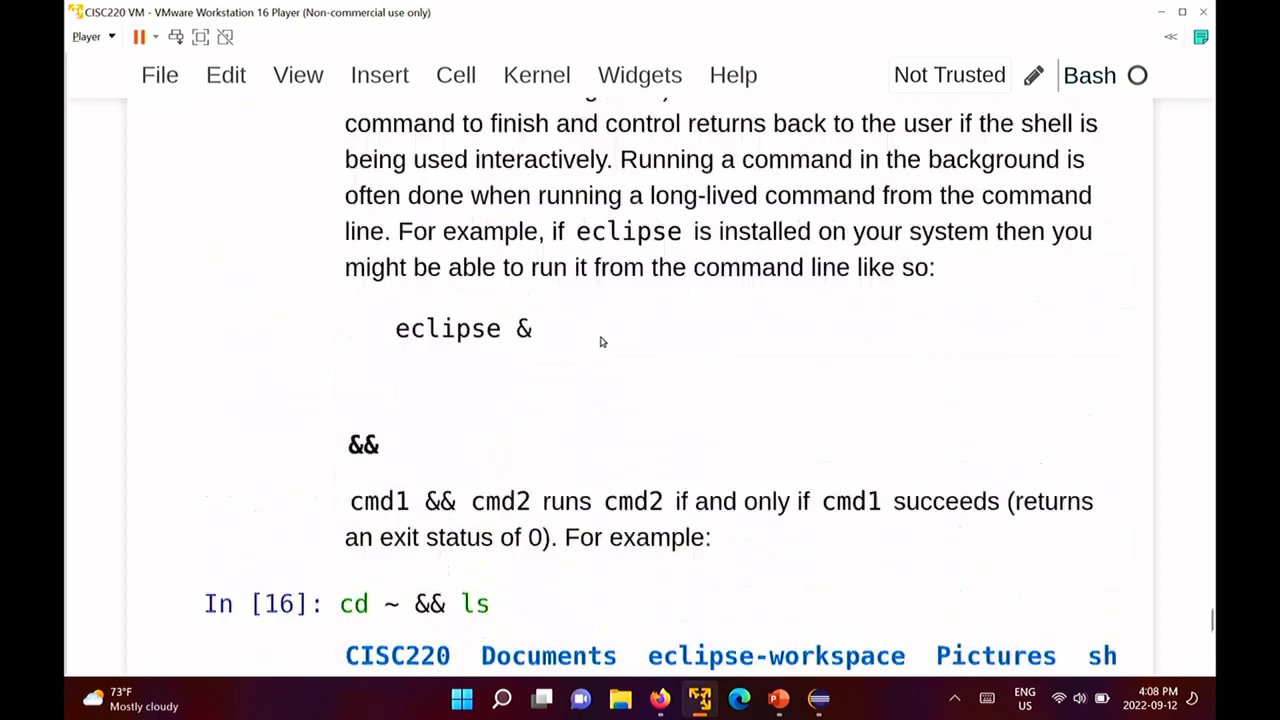 CISC220 VM - VMware Workstation 16 Player (Non-commercial use only)
Player
File Edit View Insert Cell Kernel Widgets Help Not Trusted Bash
command to finish and control returns back to the user if the shell is
being used interactively. Running a command in the background is
often done when running a long-lived command from the command
line. For example, if eclipse is installed on your system then you
might be able to run it from the command line like so:
eclipse &
&&
cmd1 && cmd2 runs cmd2 if and only if cmd1 succeeds (returns
an exit status of 0). For example:
In [16]: cd ~ && ls
CISC220 Documents eclipse-workspace Pictures sh
73°F
Mostly cloudy
ENG
US
4:08 PM
2022-09-12